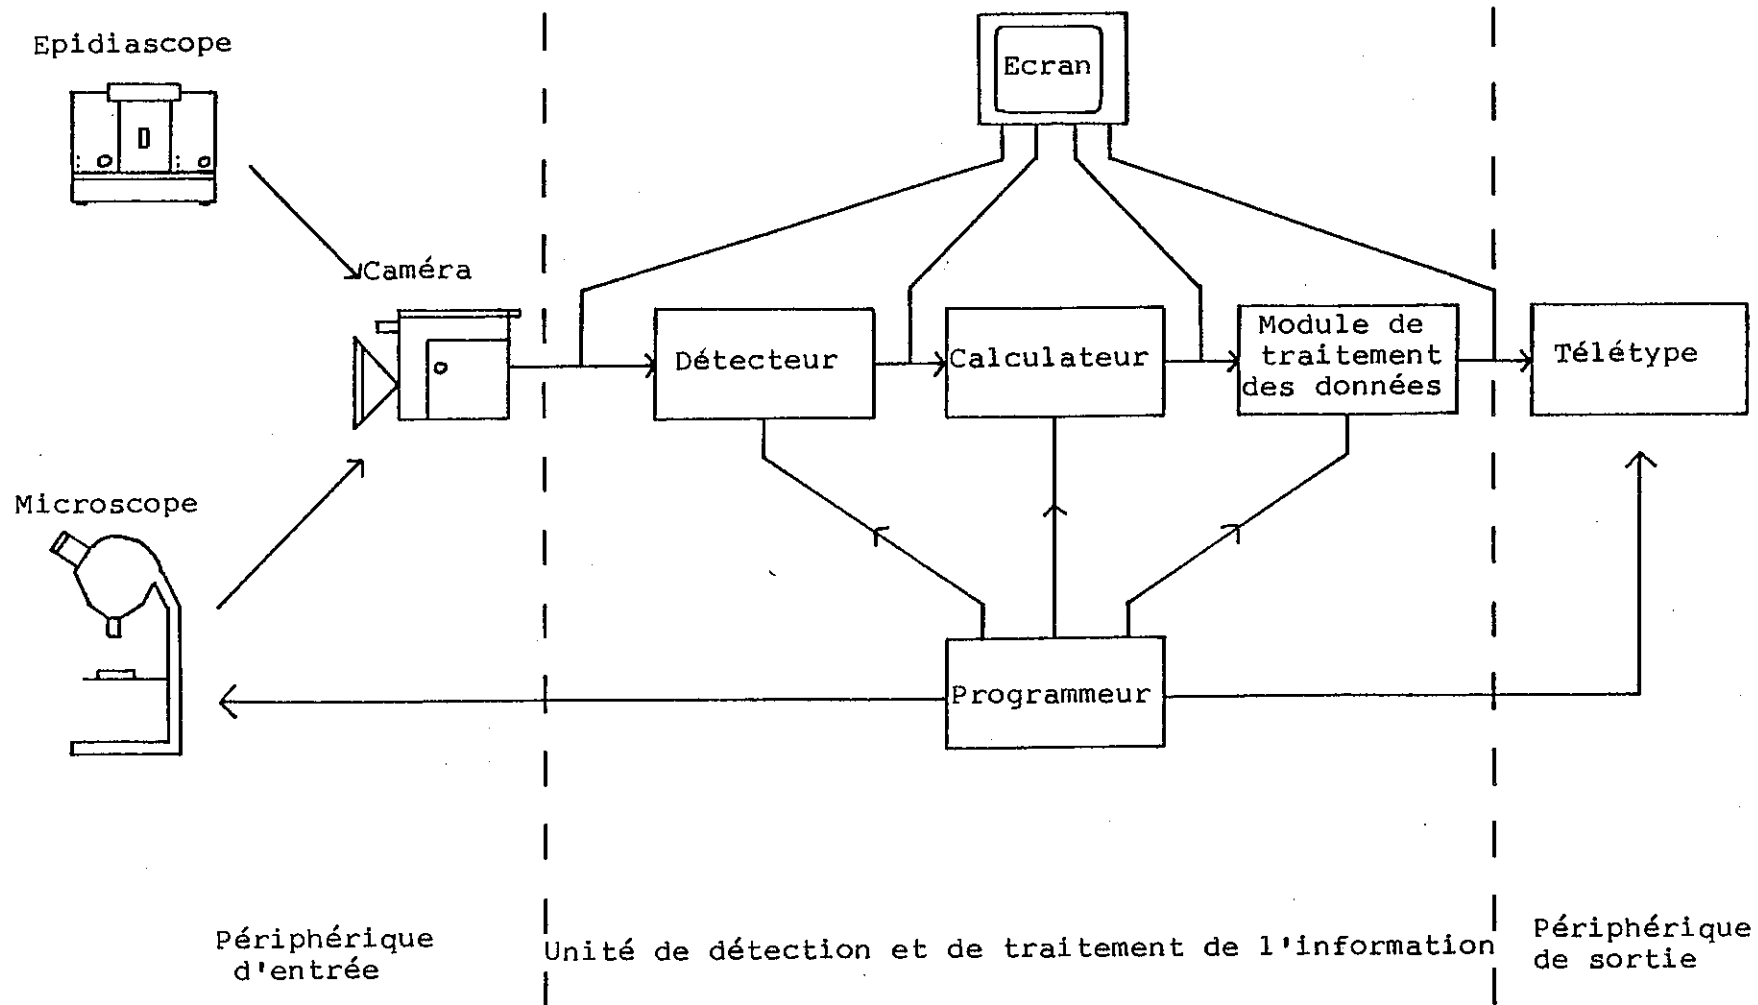 Epidiascope
Ecran
Caméra
Détecteur
Calculateur
Module de
traitement
des données
Télétype
Microscope
Programmeur
Périphérique
d'entrée
Unité de détection et de traitement de l'information
Périphérique
de sortie